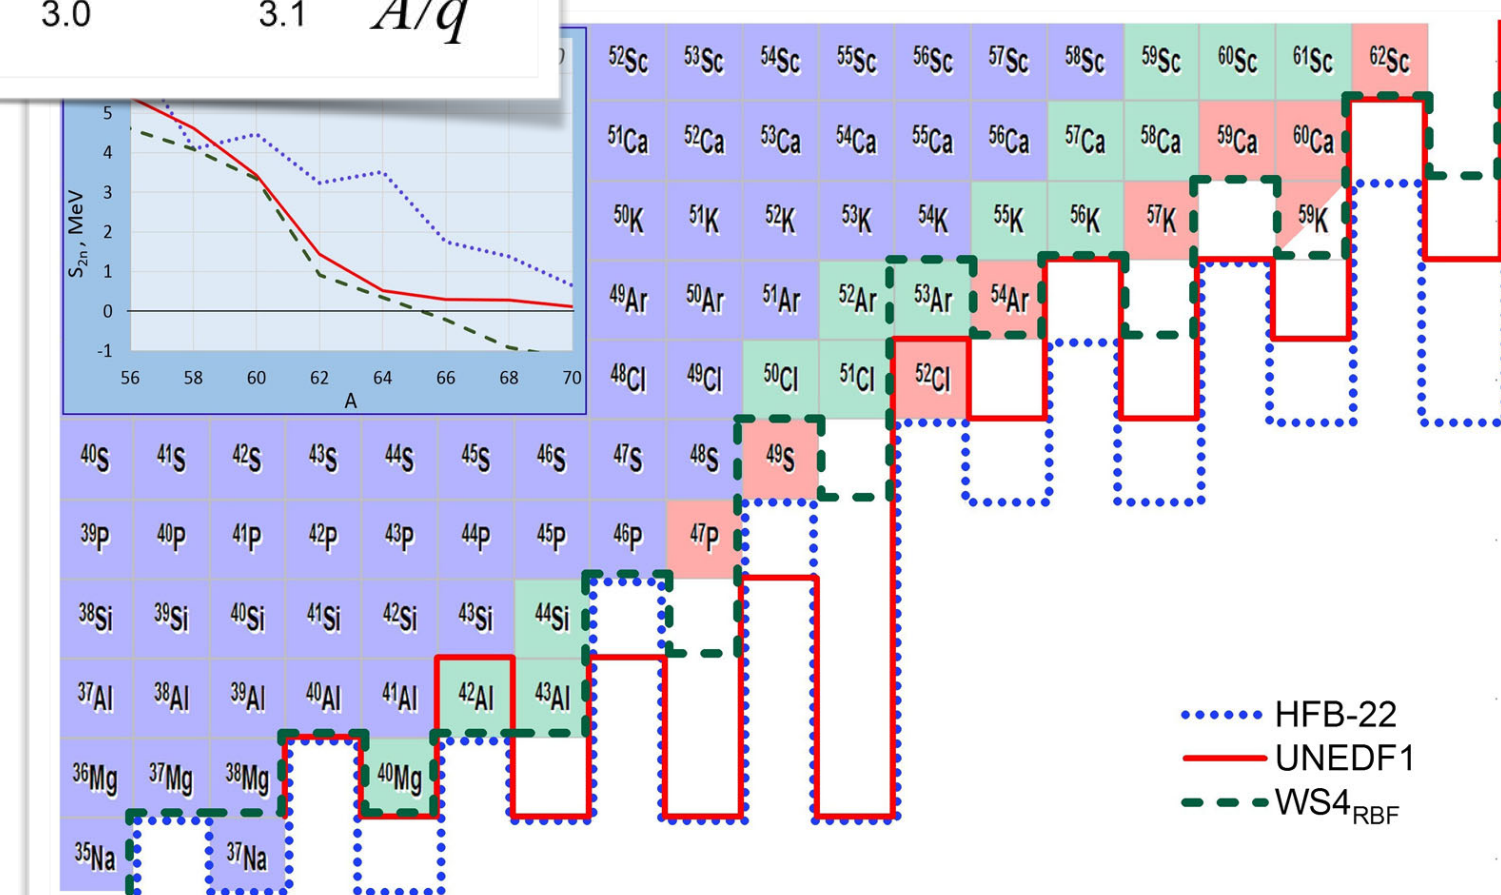 3.0 3.1 A/q
)
52Sc 53Sc 54Sc 55Sc 56Sc 57Sc 58Sc 59Sc 60Sc 61Sc 62Sc
5
51Ca 52Ca 53Ca 54Ca 55Ca 56Ca 57Ca 58Ca 59Ca 60Ca
4
3
50K 51K 52K 53K 54K 55K 56K 57K 59K
2
1
49Ar 50Ar 51Ar 52Ar 53Ar 54Ar
0
-1
S2n, MeV
56 58 60 62 64 66 68 70
A
48Cl 49Cl 50Cl 51Cl 52Cl
40S 41S 42S 43S 44S 45S 46S 47S 48S 49S
39P 40P 41P 42P 43P 44P 45P 46P 47P
38Si 39Si 40Si 41Si 42Si 43Si 44Si
37Al 38Al 39Al 40Al 41Al 42Al 43Al
36Mg 37Mg 38Mg 40Mg
35Na 37Na
HFB-22
UNEDF1
WS4RBF